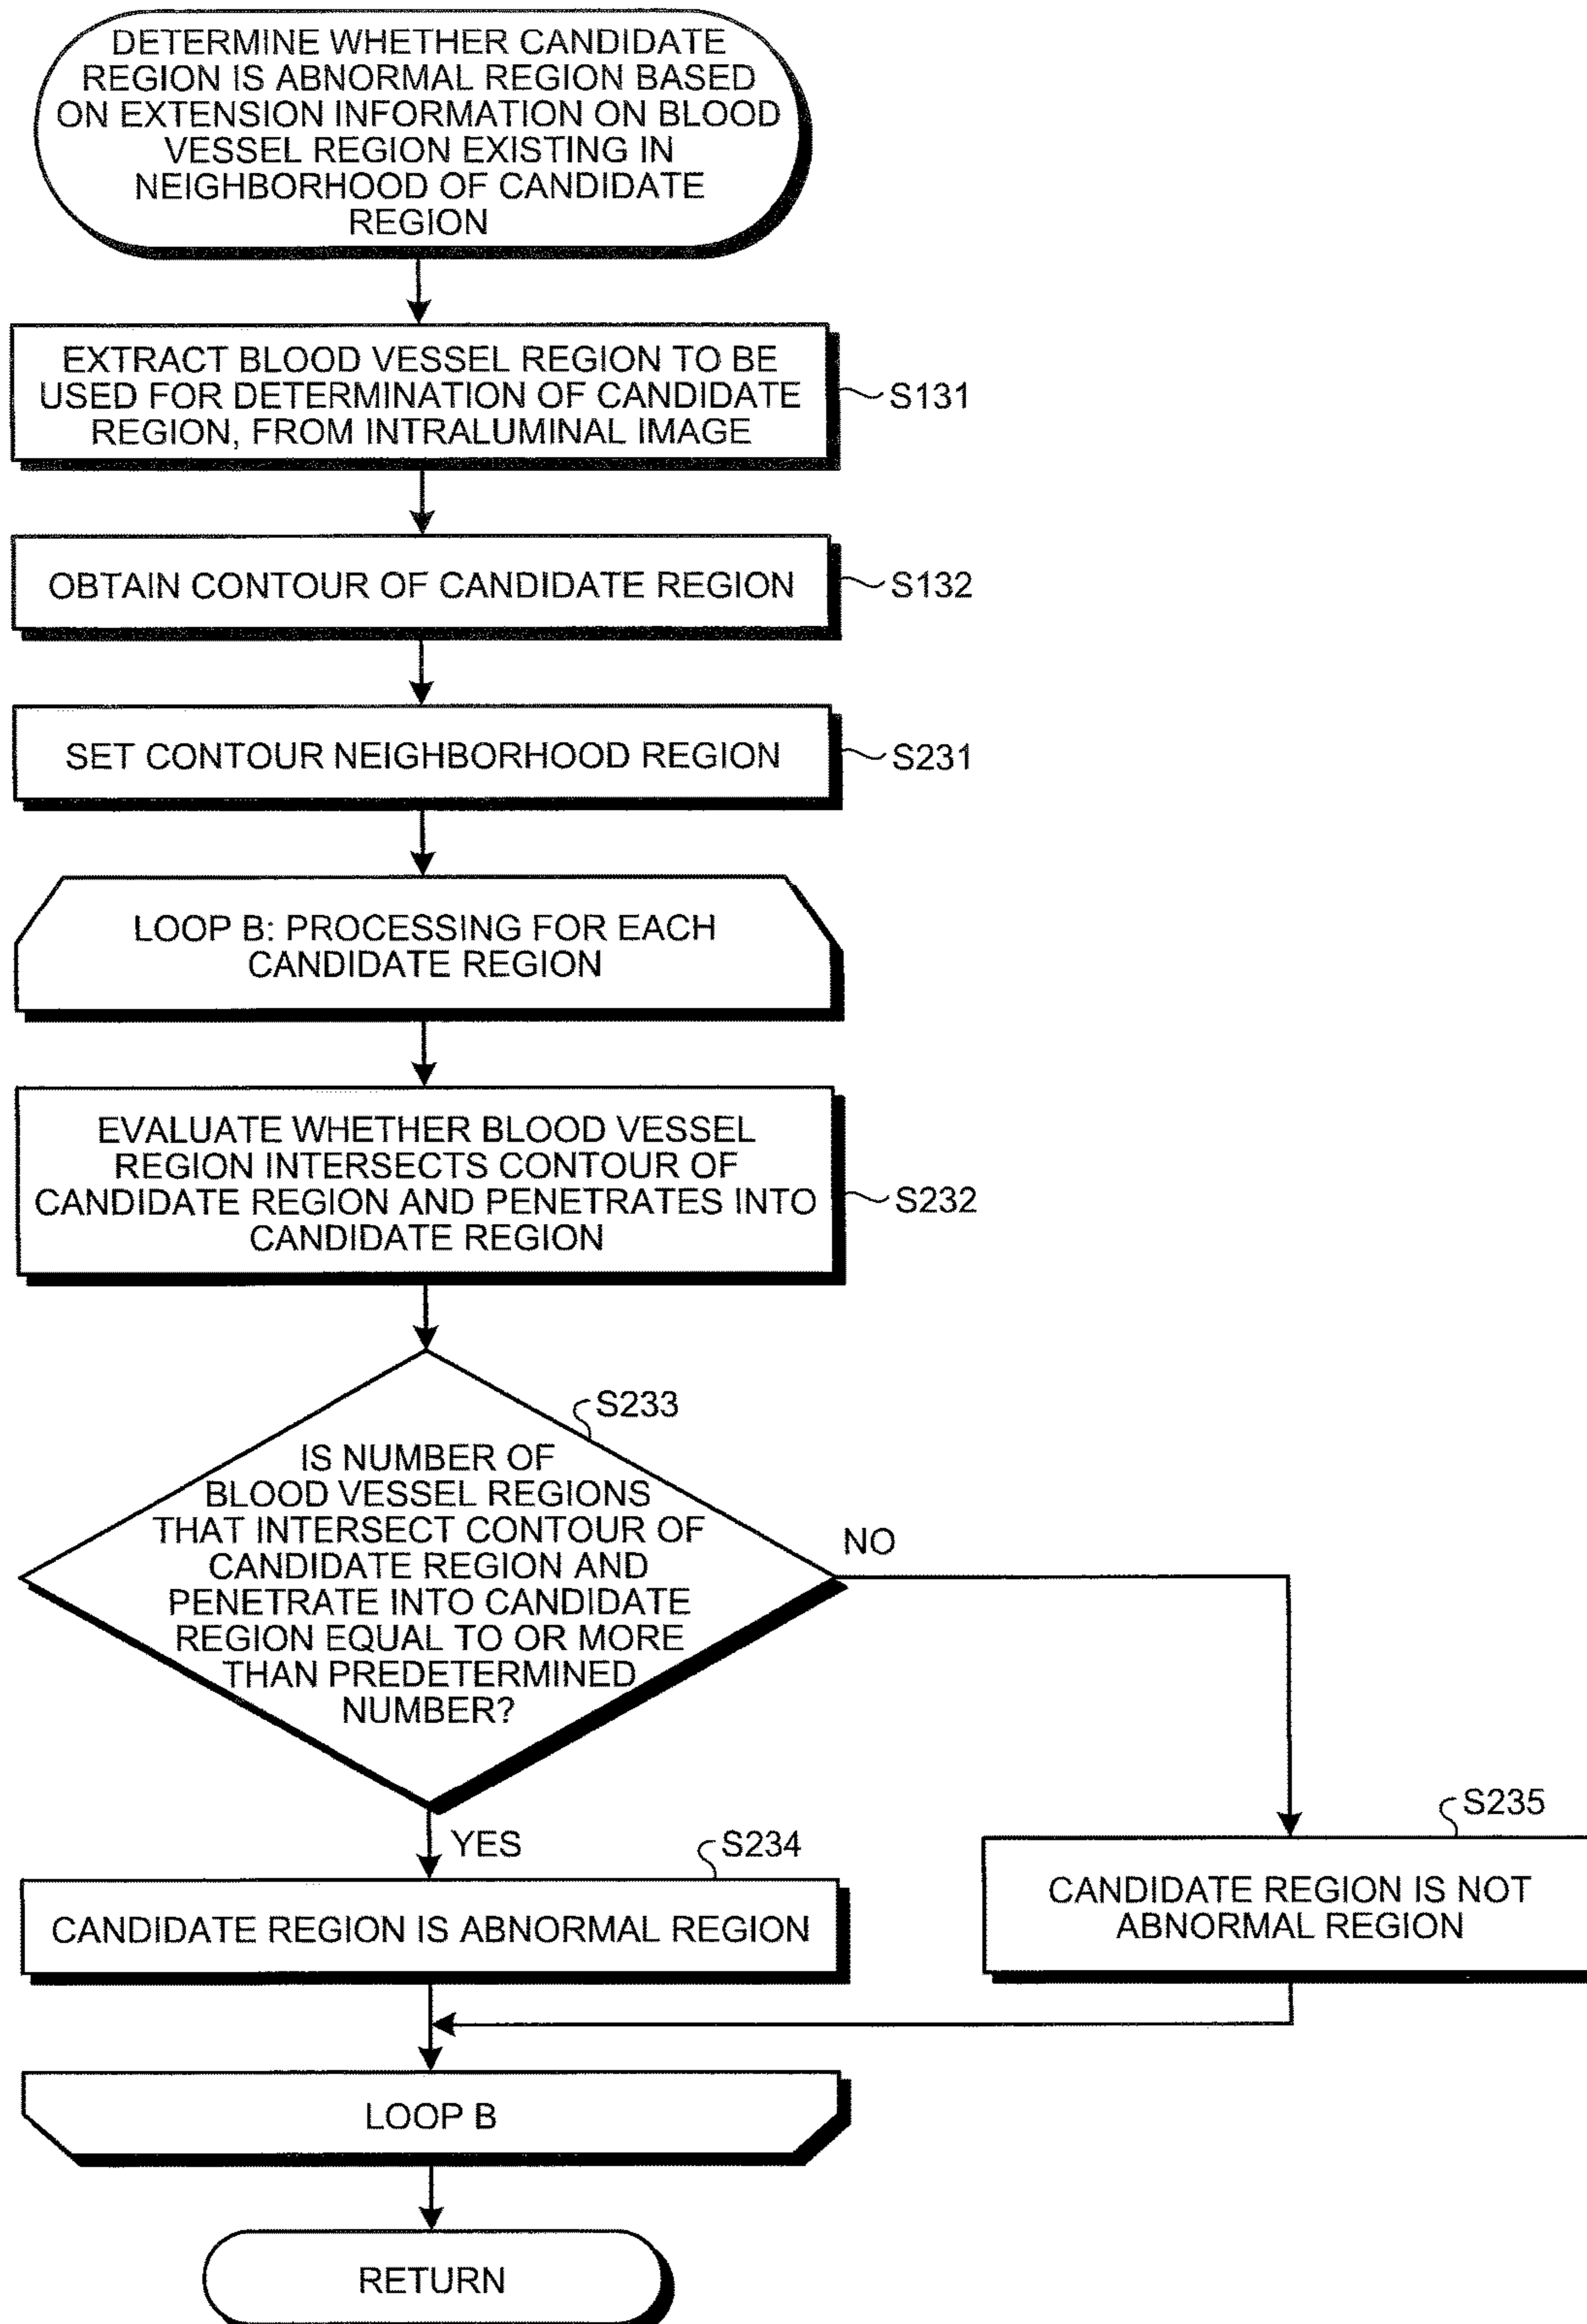 DETERMINE WHETHER CANDIDATE
REGION IS ABNORMAL REGION BASED
ON EXTENSION INFORMATION ON BLOOD
VESSEL REGION EXISTING IN
NEIGHBORHOOD OF CANDIDATE
REGION
EXTRACT BLOOD VESSEL REGION TO BE
USED FOR DETERMINATION OF CANDIDATE
REGION, FROM INTRALUMINAL IMAGE
S131
OBTAIN CONTOUR OF CANDIDATE REGION
S132
SET CONTOUR NEIGHBORHOOD REGION
S231
LOOP B: PROCESSING FOR EACH
CANDIDATE REGION
EVALUATE WHETHER BLOOD VESSEL
REGION INTERSECTS CONTOUR OF
CANDIDATE REGION AND PENETRATES INTO
CANDIDATE REGION
S232
S233
IS NUMBER OF
BLOOD VESSEL REGIONS
THAT INTERSECT CONTOUR OF
CANDIDATE REGION AND
PENETRATE INTO CANDIDATE
REGION EQUAL TO OR MORE
THAN PREDETERMINED
NUMBER?
NO
YES
S234
CANDIDATE REGION IS ABNORMAL REGION
S235
CANDIDATE REGION IS NOT
ABNORMAL REGION
LOOP B
RETURN